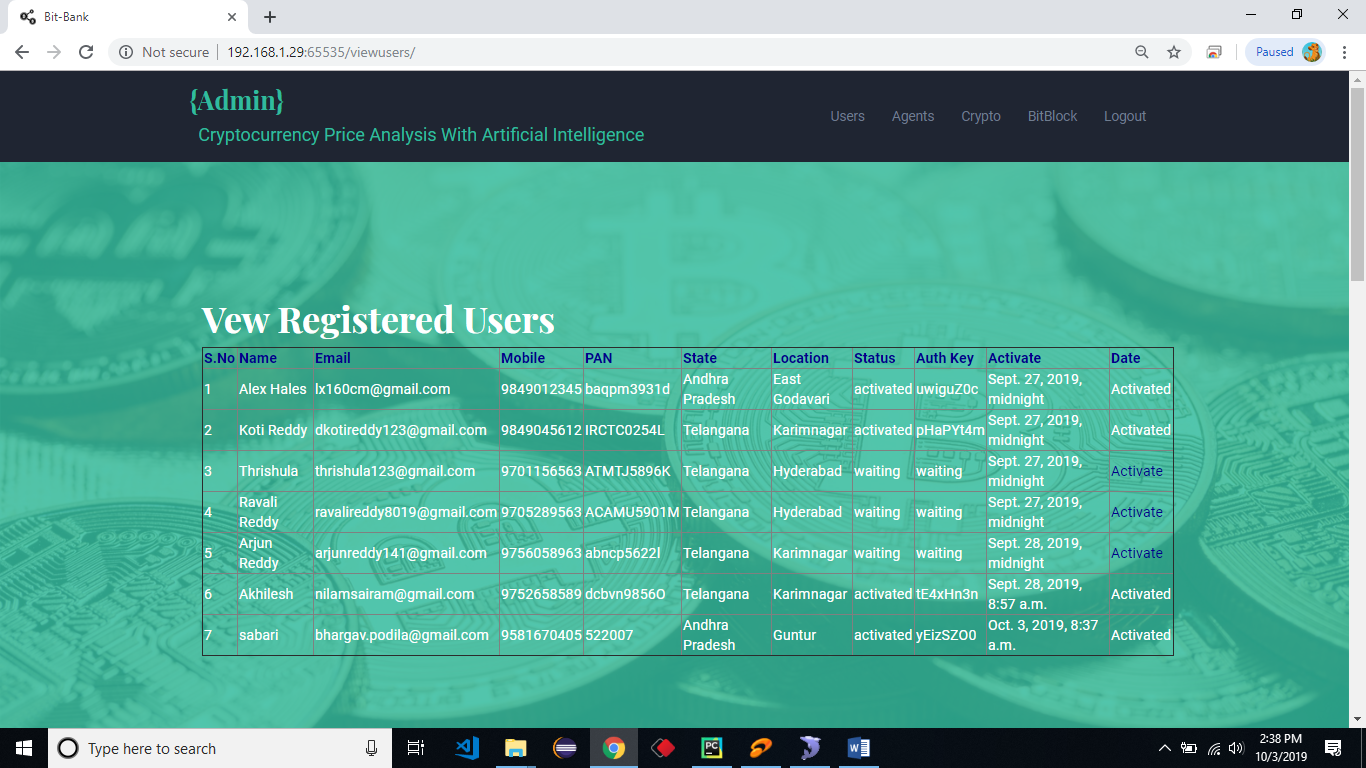 Bit-Bank
Not secure 192.168.1.29:65535/viewusers/ Paused
{Admin}
Cryptocurrency Price Analysis With Artificial Intelligence
Users Agents Crypto BitBlock Logout
Vew Registered Users
S.No Name Email Mobile PAN State Location Status Auth Key Activate Date
1 Alex Hales lx160cm@gmail.com 9849012345 baqpm3931d Andhra Pradesh East Godavari activated uwiguZ0c Sept. 27, 2019, midnight Activated
2 Koti Reddy dkotireddy123@gmail.com 9849045612 IRCTC0254L Telangana Karimnagar activated pHaPYt4m Sept. 27, 2019, midnight Activated
3 Thrishula thrishula123@gmail.com 9701156563 ATMTJ5896K Telangana Hyderabad waiting waiting Sept. 27, 2019, midnight Activate
4 Ravali Reddy ravalireddy8019@gmail.com 9705289563 ACAMU5901M Telangana Hyderabad waiting waiting Sept. 27, 2019, midnight Activate
5 Arjun Reddy arjunreddy141@gmail.com 9756058963 abncp5622l Telangana Karimnagar waiting waiting Sept. 28, 2019, midnight Activate
6 Akhilesh nilamsairam@gmail.com 9752658589 dcbvn9856O Telangana Karimnagar activated tE4xHn3n Sept. 28, 2019, 8:57 a.m. Activated
7 sabari bhargav.podila@gmail.com 9581670405 522007 Andhra Pradesh Guntur activated yEizSZO0 Oct. 3, 2019, 8:37 a.m. Activated
Type here to search
2:38 PM
10/3/2019